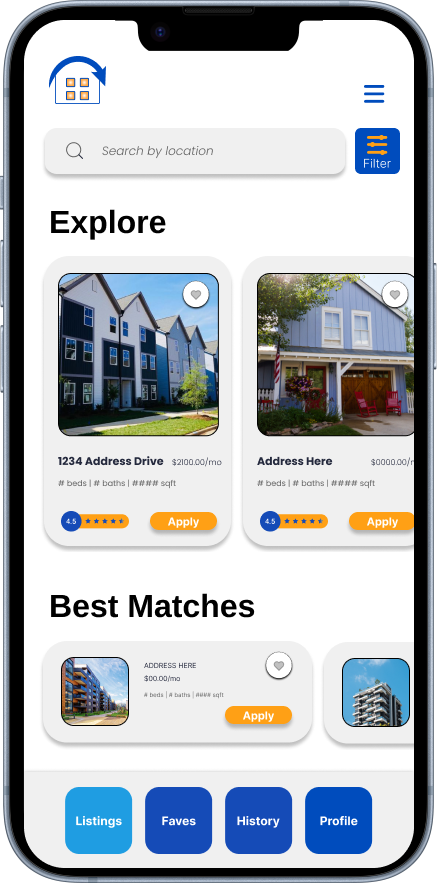 Search by location
Filter
Explore
1234 Address Drive $2100.00/mo
# beds | # baths | #### sqft
4.5 Apply
Address Here $0000.0
# beds | # baths | #### sqft
4.5 Apply
Best Matches
ADDRESS HERE
$00.00/mo
# beds | # baths | #### sqft
Apply
Listings Faves History Profile